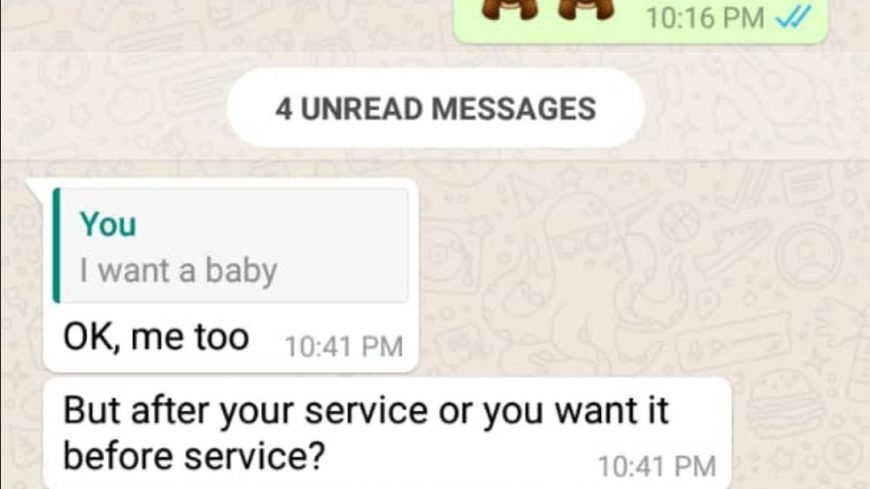 10:16 PM
4 UNREAD MESSAGES
You
I want a baby
OK, me too 10:41 PM
But after your service or you want it
before service? 10:41 PM